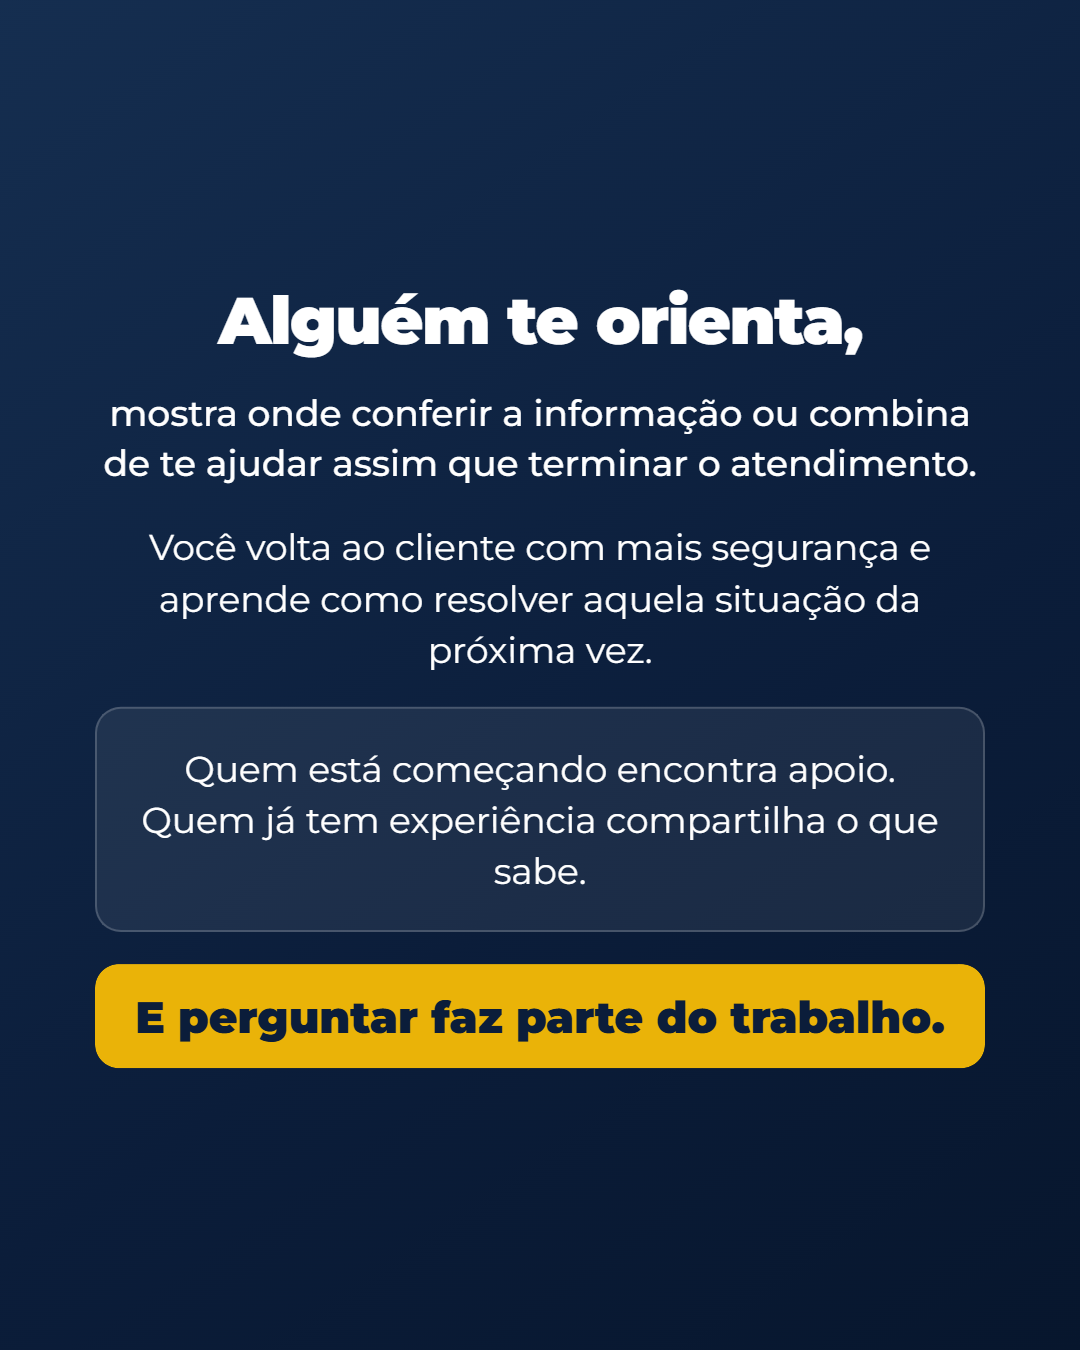 Alguém te orienta,
mostra onde conferir a informação ou combina
de te ajudar assim que terminar o atendimento.
Você volta ao cliente com mais segurança e
aprende como resolver aquela situação da
próxima vez.
Quem está começando encontra apoio.
Quem já tem experiência compartilha o que
sabe.
E perguntar faz parte do trabalho.